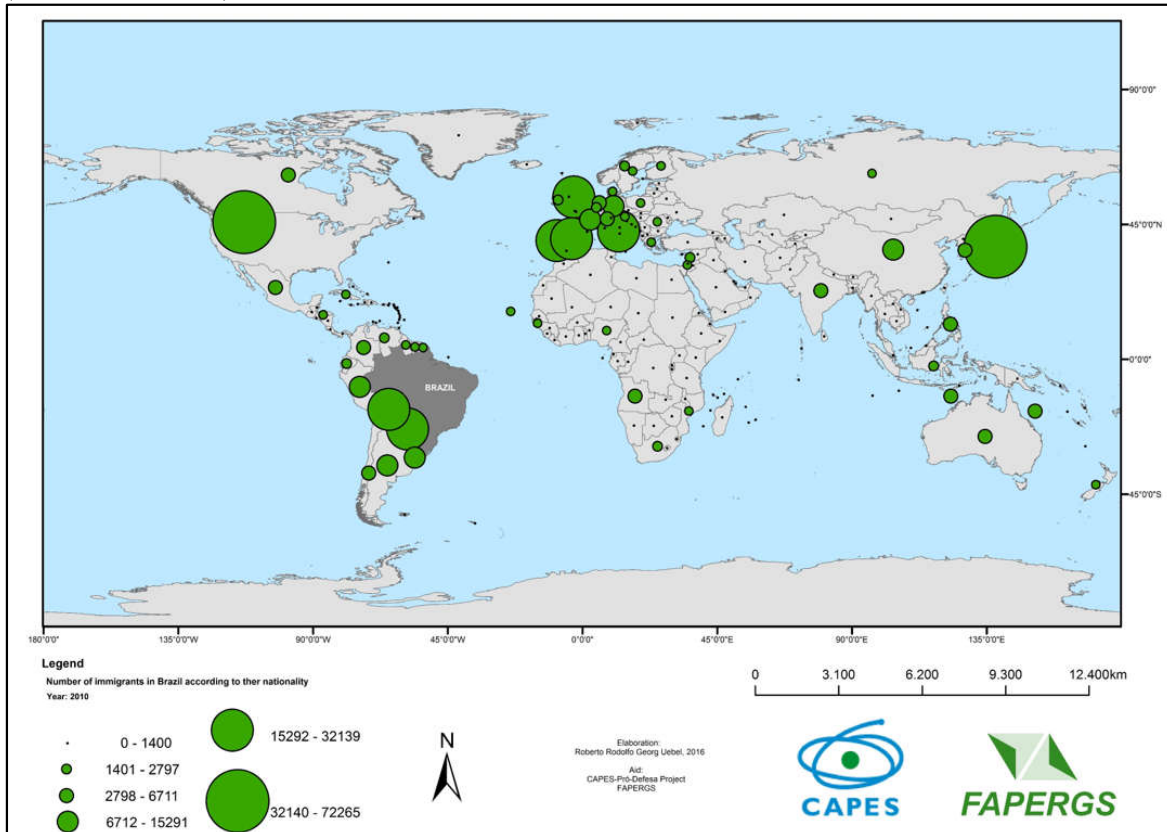 BRAZIL
90°0'0"
45°0'0"N
0°0'0"
45°0'0"S
180°0'0"
135°0'0"W
90°0'0"W
45°0'0"W
0°0'0"
45°0'0"E
90°0'0"E
135°0'0"E
Legend
Number of immigrants in Brazil according to ther nationality
Year: 2010
0 - 1400
1401 - 2797
2798 - 6711
6712 - 15291
15292 - 32139
32140 - 72265
N
Elaboration:
Roberto Rodolfo Georg Uebel, 2016
Aid:
CAPES-Pró-Defesa Project
FAPERGS
0 3.100 6.200 9.300 12.400km
CAPES
FAPERGS